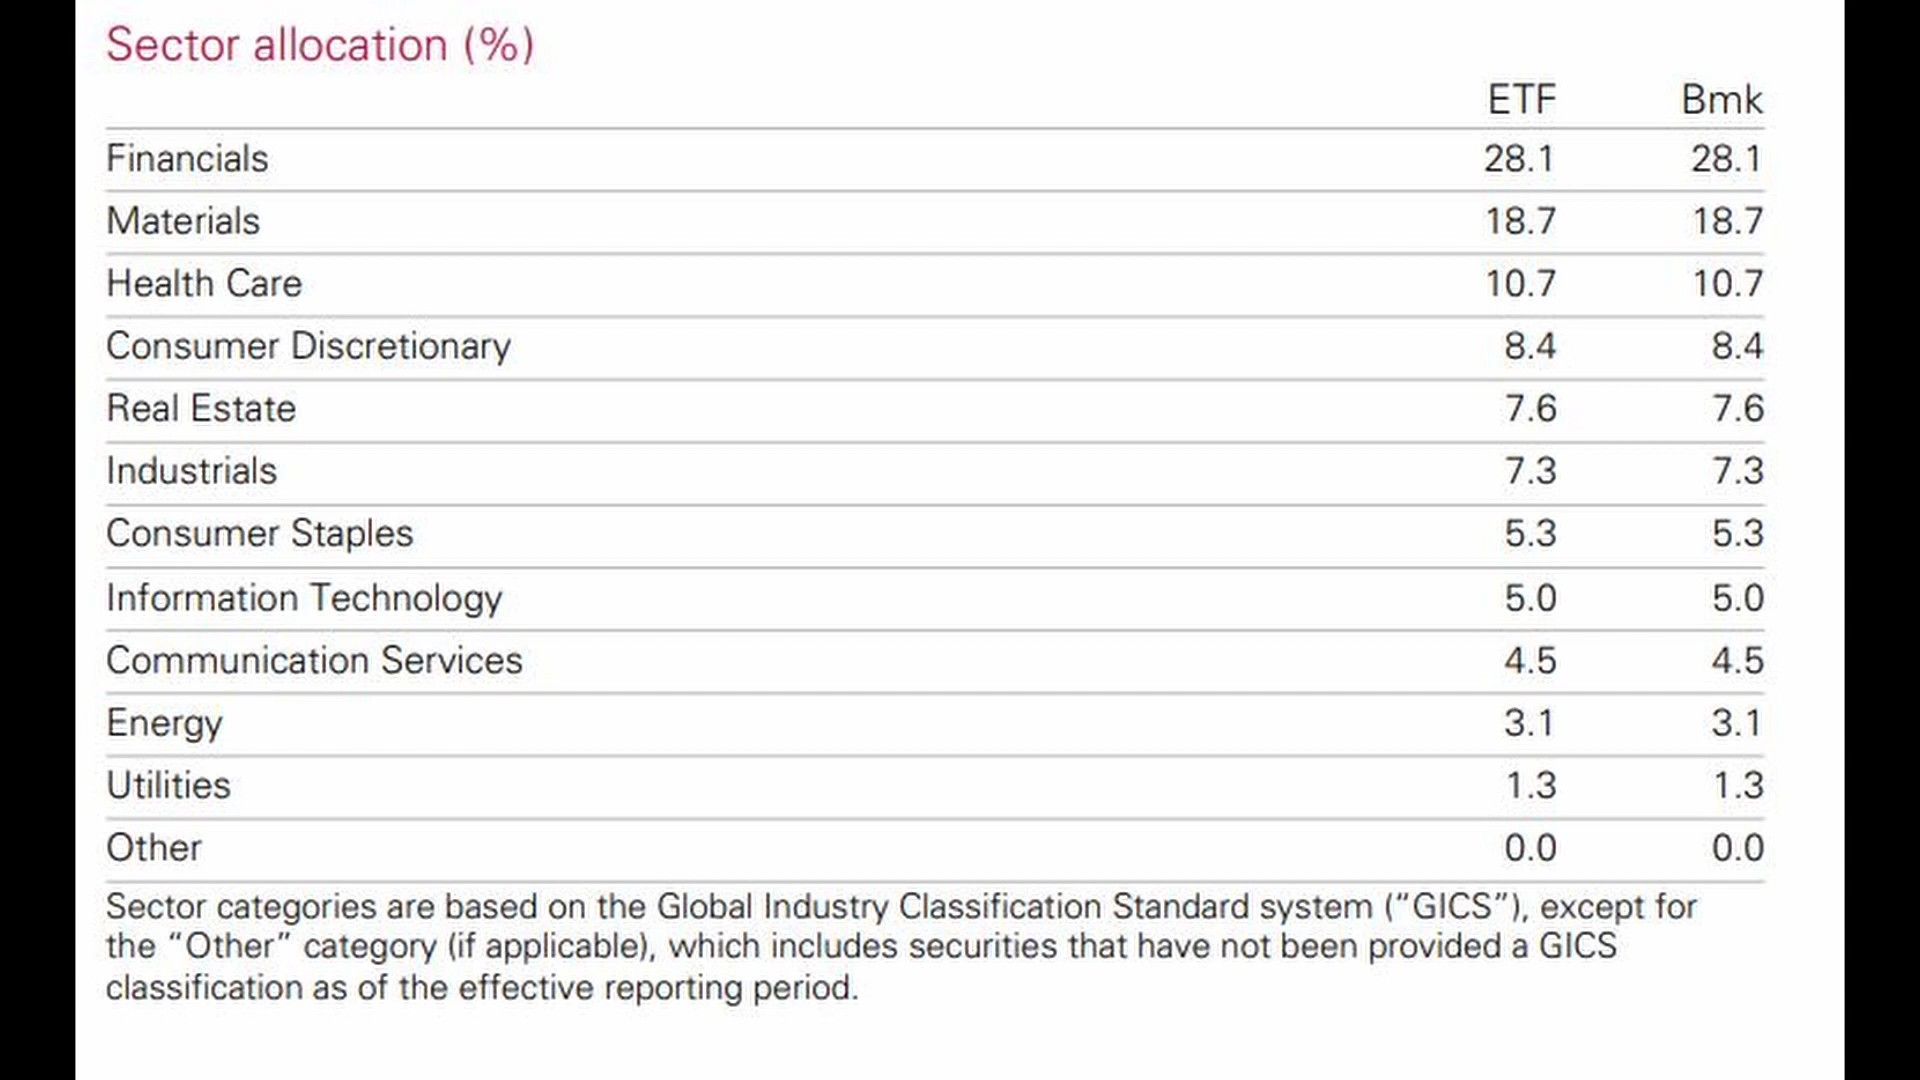 Sector allocation (%)
ETF Bmk
Financials 28.1 28.1
Materials 18.7 18.7
Health Care 10.7 10.7
Consumer Discretionary 8.4 8.4
Real Estate 7.6 7.6
Industrials 7.3 7.3
Consumer Staples 5.3 5.3
Information Technology 5.0 5.0
Communication Services 4.5 4.5
Energy 3.1 3.1
Utilities 1.3 1.3
Other 0.0 0.0
Sector categories are based on the Global Industry Classification Standard system (“GICS”), except for
the “Other” category (if applicable), which includes securities that have not been provided a GICS
classification as of the effective reporting period.